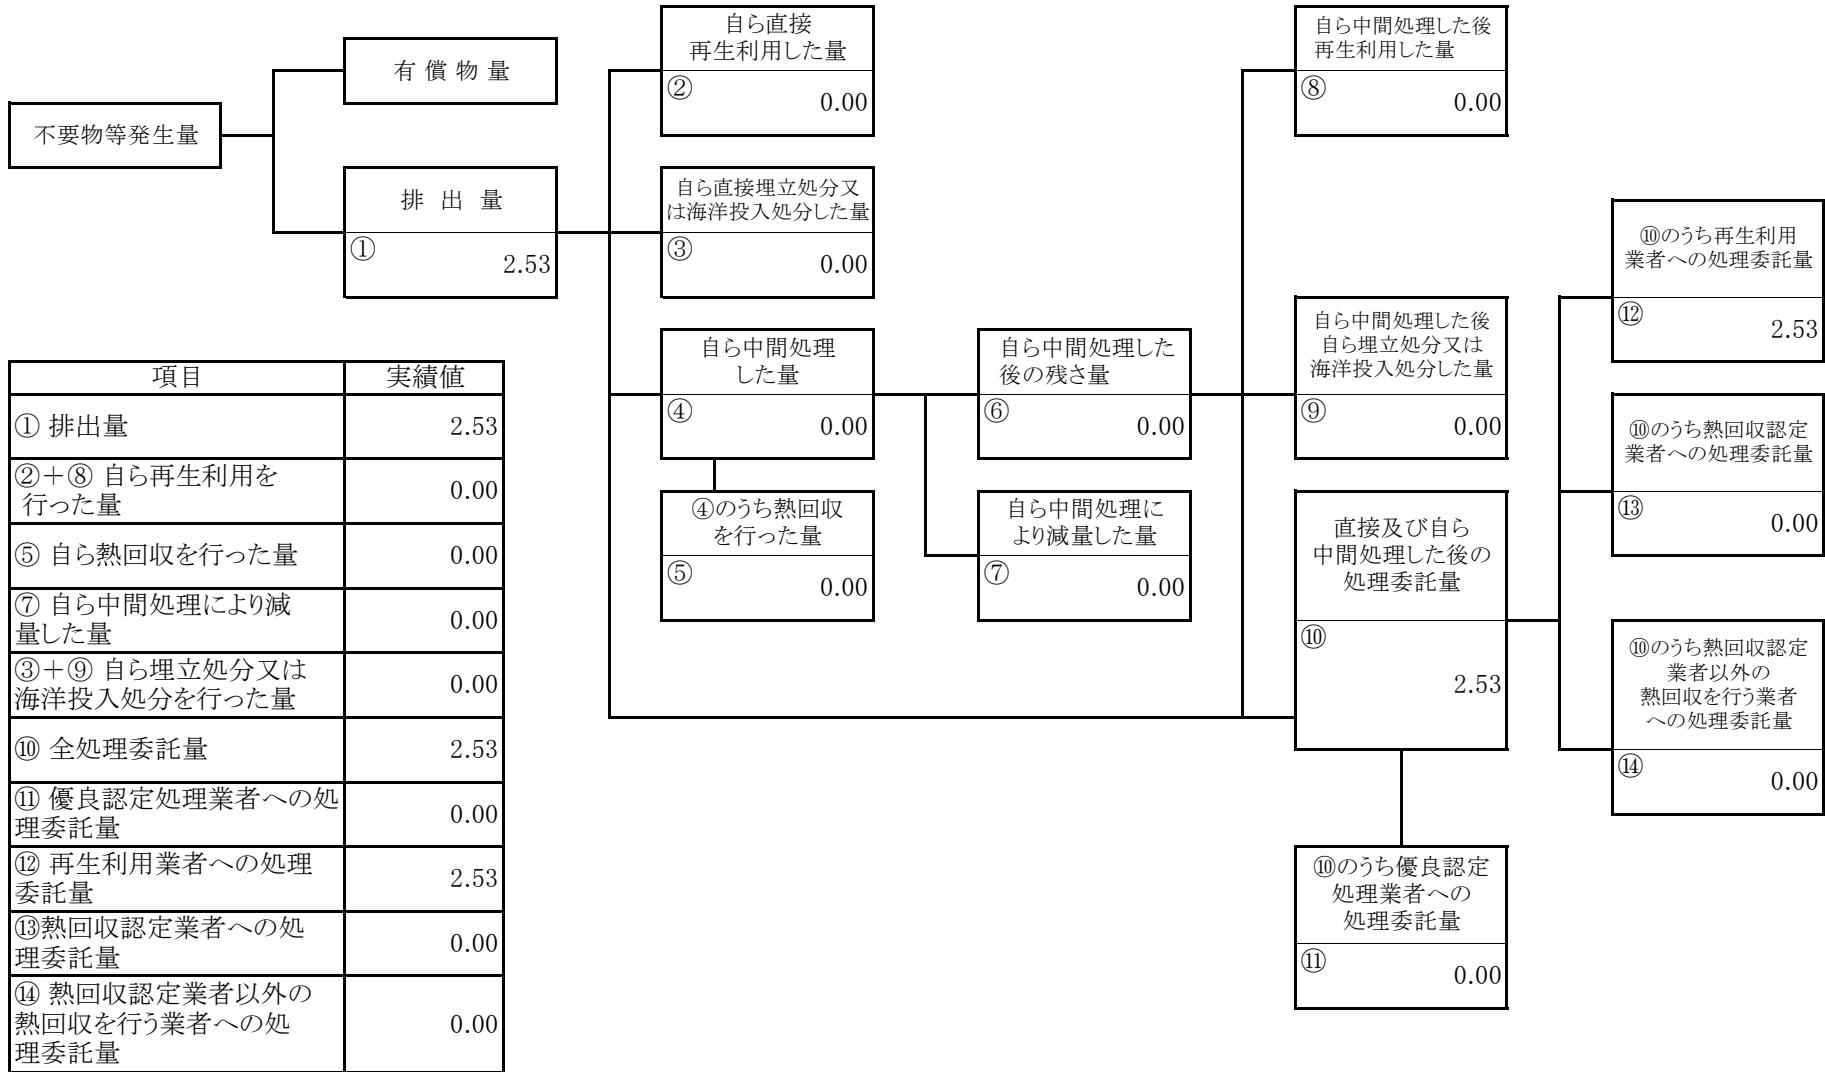 不要物等発生量
有 償 物 量
排 出 量
①
2.53
自ら直接
再生利用した量
②
0.00
自ら直接埋立処分又
は海洋投入処分した量
③
0.00
自ら中間処理
した量
④
0.00
④のうち熱回収
を行った量
⑤
0.00
自ら中間処理した
後の残さ量
⑥
0.00
自ら中間処理に
より減量した量
⑦
0.00
自ら中間処理した後
再生利用した量
⑧
0.00
自ら中間処理した後
自ら埋立処分又は
海洋投入処分した量
⑨
0.00
直接及び自ら
中間処理した後の
処理委託量
⑩
2.53
⑩のうち優良認定
処理業者への
処理委託量
⑪
0.00
⑩のうち再生利用
業者への処理委託量
⑫
2.53
⑩のうち熱回収認定
業者への処理委託量
⑬
0.00
⑩のうち熱回収認定
業者以外の
熱回収を行う業者
への処理委託量
⑭
0.00
項目 実績値
① 排出量 2.53
②+⑧ 自ら再生利用を
行った量 0.00
⑤ 自ら熱回収を行った量 0.00
⑦ 自ら中間処理により減
量した量 0.00
③+⑨ 自ら埋立処分又は
海洋投入処分を行った量 0.00
⑩ 全処理委託量 2.53
⑪ 優良認定処理業者への処
理委託量 0.00
⑫ 再生利用業者への処理
委託量 2.53
⑬熱回収認定業者への処
理委託量 0.00
⑭ 熱回収認定業者以外の
熱回収を行う業者への処
理委託量 0.00